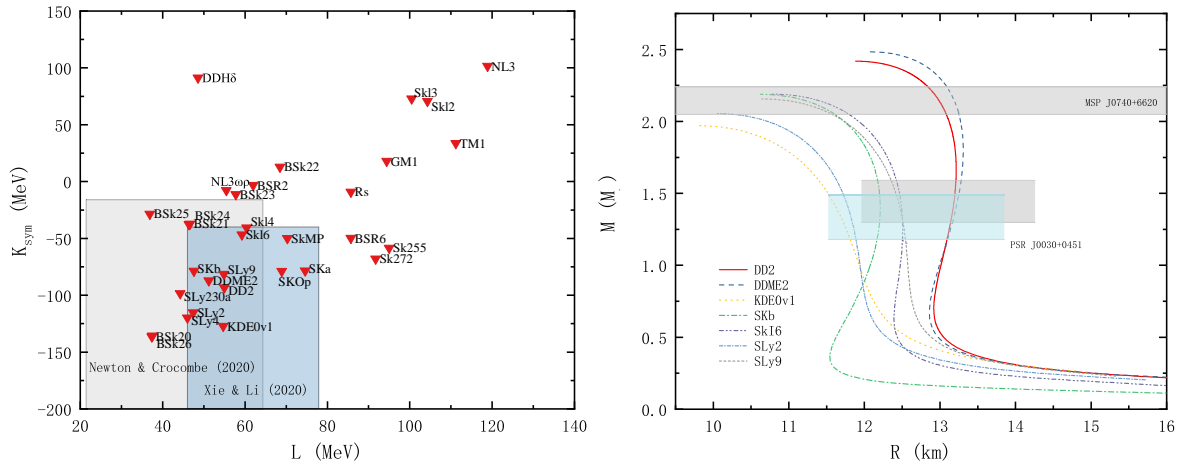 150
100
50
0
−50
−100
−150
−200
20
40
60
80
100
120
140
K_sym (MeV)
L (MeV)
NL3
DDHδ
Skl3
Skl2
TM1
GM1
BSk22
NL3ωρ
BSR2
BSk23
Rs
BSk25
BSk24
BSk21
Skl4
Skl6
SkMP
BSR6
Sk255
Sk272
SKb
SLy9
DDME2
DD2
SKOp
SKa
SLy230a
SLy2
SLy4
KDE0v1
BSk20
BSk26
Newton & Crocombe (2020)
Xie & Li (2020)
2.5
2.0
1.5
1.0
0.5
0.0
10
11
12
13
14
15
16
M (M
R (km)
MSP J0740+6620
PSR J0030+0451
DD2
DDME2
KDE0v1
SKb
SkI6
SLy2
SLy9